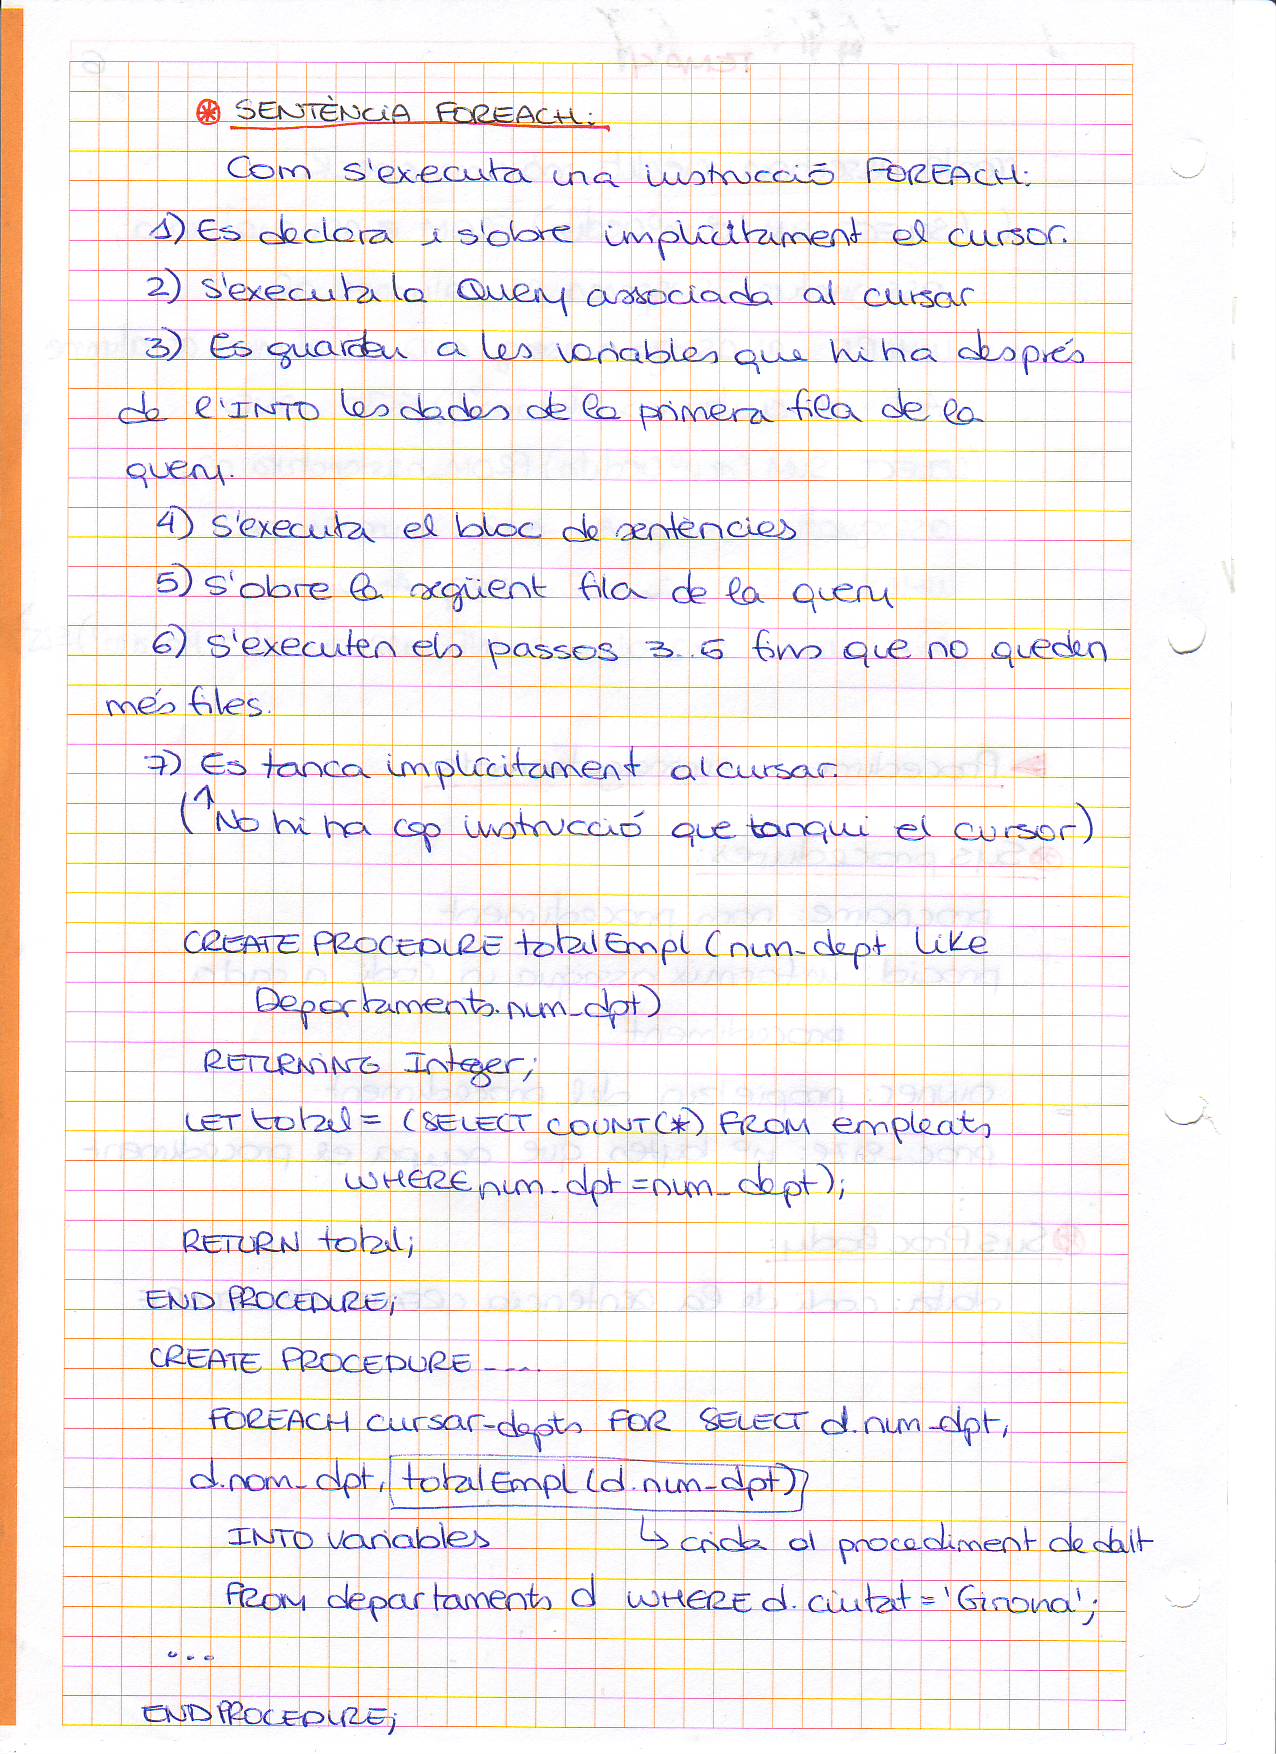 ⊛ SENTÈNCIA FOREACH:
Com s'executa una instrucció FOREACH:
1) Es declara i s'obre implícitament el cursor.
2) S'executa la Query associada al cursar
3) Es guarden a les variables que hi ha després
de l'INTO les dades de la primera fila de la
query.
4) S'executa el bloc de sentències
5) S'obre la següent fila de la query
6) S'executen els passos 3..5 fins que no queden
més files.
7) Es tanca implícitament al cursar.
(↑ No hi ha cap instrucció que tanqui el cursor)
CREATE PROCEDURE totalEmpl (num_dept like
Departaments.num_dpt)
RETURNING Integer;
LET total = (SELECT COUNT(*) FROM empleats
WHERE num_dpt = num_dept);
RETURN total;
END PROCEDURE;
CREATE PROCEDURE ----
FOREACH cursar-depts FOR SELECT d.num_dpt,
d.nom_dpt, totalEmpl (d.num_dpt)
INTO variables ↳ crida al procediment de dalt
FROM departaments d WHERE d.ciutat = 'Girona';
...
END PROCEDURE;